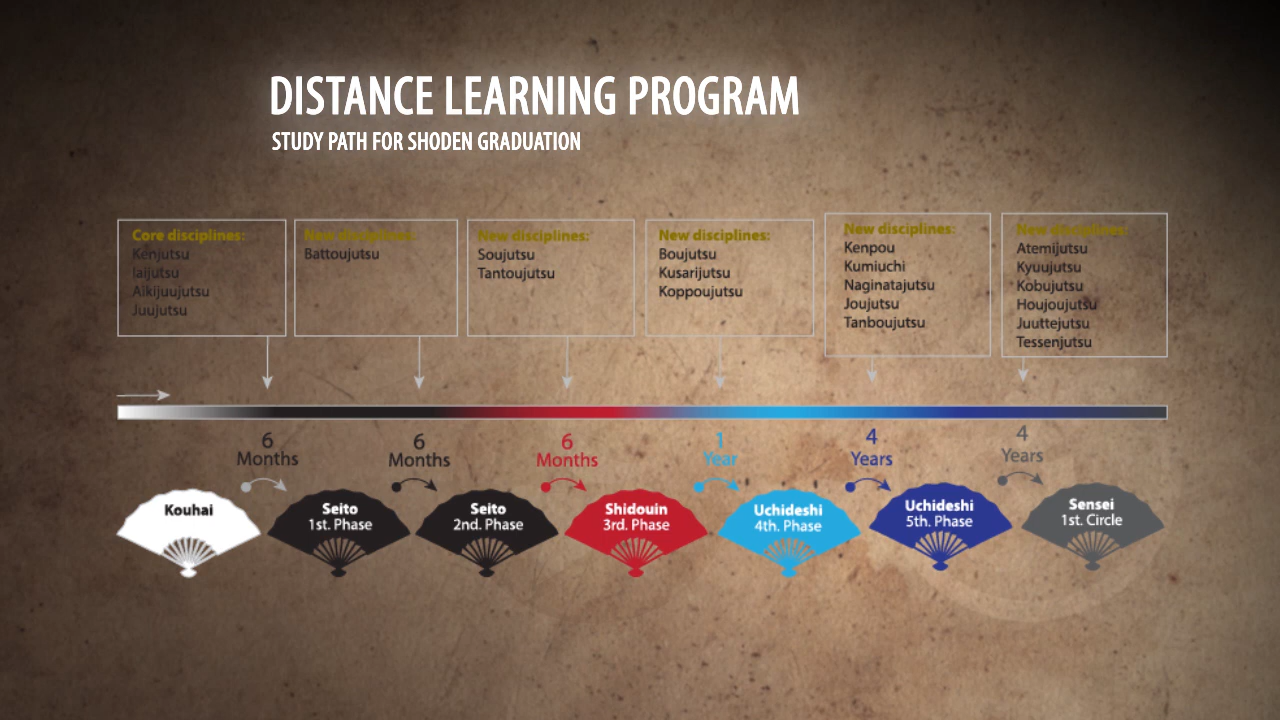 DISTANCE LEARNING PROGRAM
STUDY PATH FOR SHODEN GRADUATION
Core disciplines:
Kenjutsu
Iaijutsu
Aikijuujutsu
Juujutsu
New disciplines:
Battoujutsu
New disciplines:
Soujutsu
Tantoujutsu
New disciplines:
Boujutsu
Kusarijutsu
Koppoujutsu
New disciplines:
Kenpou
Kumiuchi
Naginatajutsu
Joujutsu
Tanboujutsu
New disciplines:
Atemijutsu
Kyuujutsu
Kobujutsu
Houjoujutsu
Juuttejutsu
Tessenjutsu
6
Months
6
Months
6
Months
1
Year
4
Years
4
Years
Kouhai
Seito
1st. Phase
Seito
2nd. Phase
Shidouin
3rd. Phase
Uchideshi
4th. Phase
Uchideshi
5th. Phase
Sensei
1st. Circle